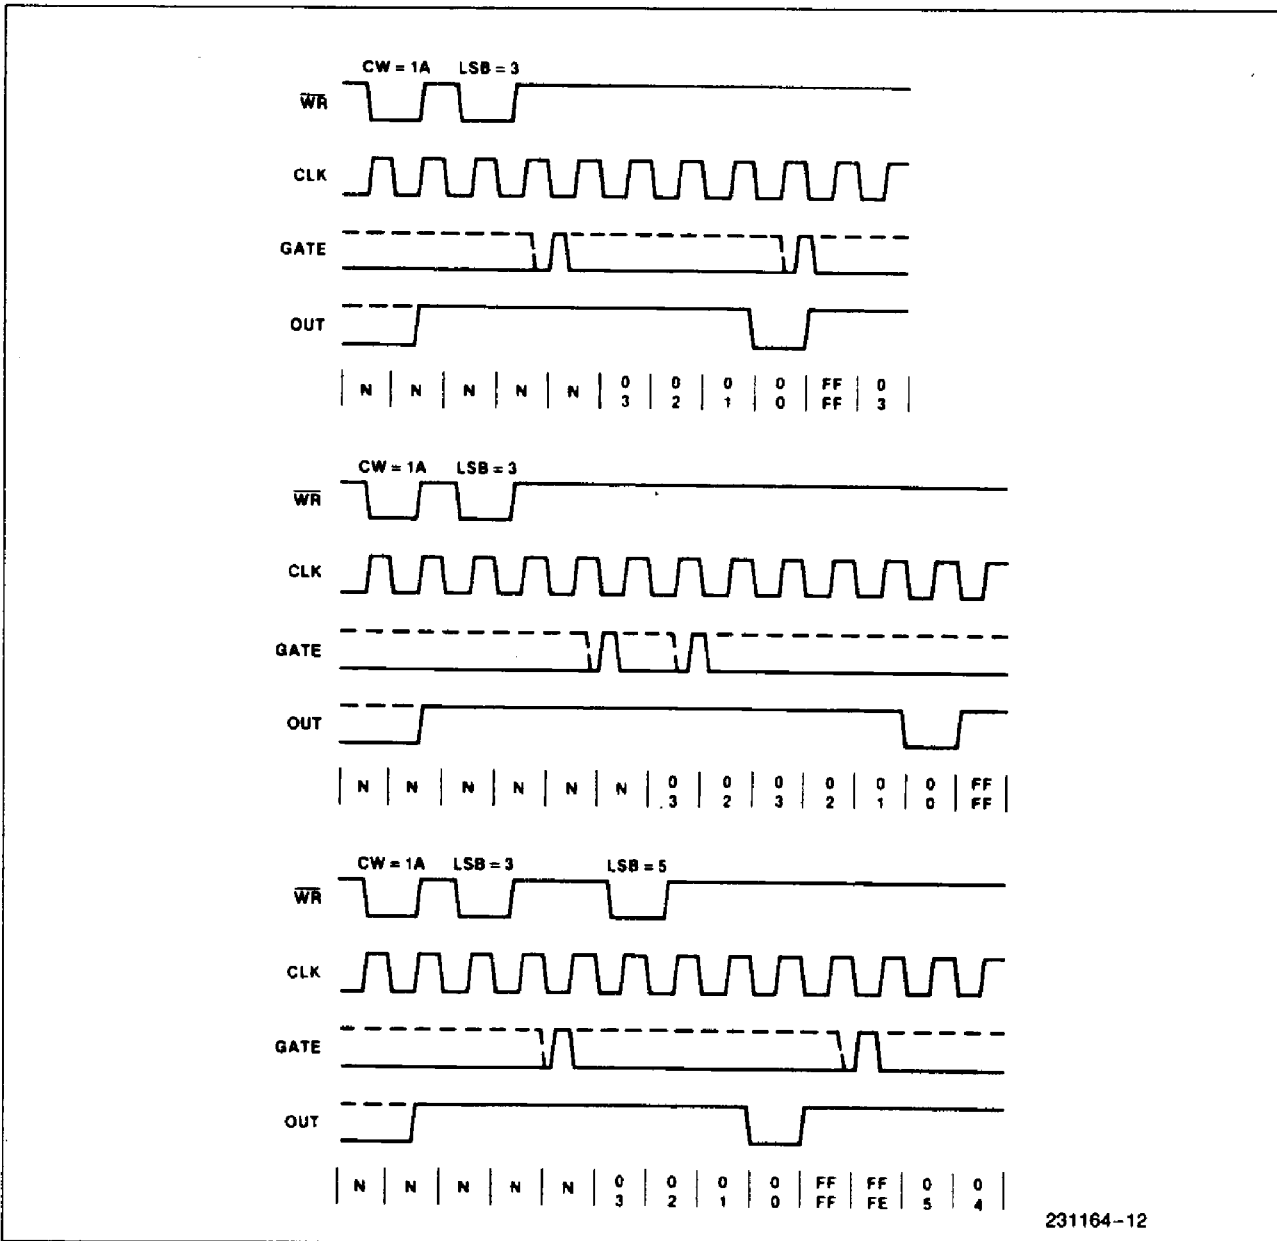 CW = 1A LSB = 3
WR
CLK
GATE
OUT
N N N N N 0 0 0 0 FF 0
3 2 1 0 FF 3
CW = 1A LSB = 3
WR
CLK
GATE
OUT
N N N N N N 0 0 0 0 0 0 FF
3 2 3 2 1 0 FF
CW = 1A LSB = 3 LSB = 5
WR
CLK
GATE
OUT
N N N N N 0 0 0 0 FF FF 0 0
3 2 1 0 FF FE 5 4
231164-12